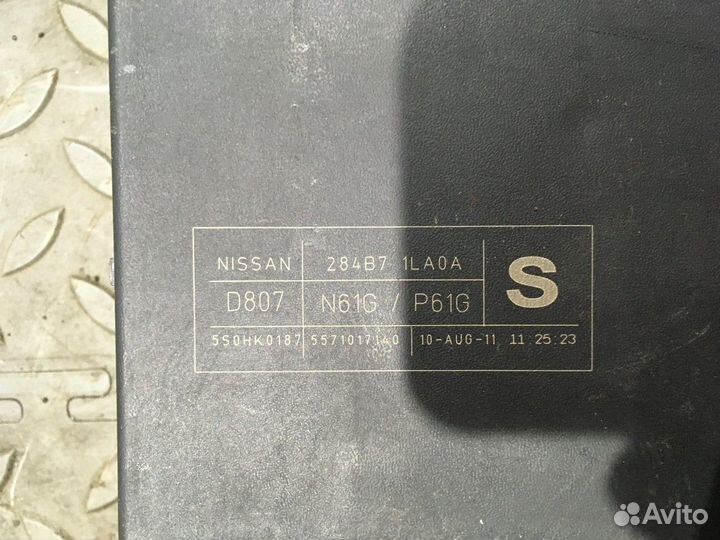 NISSAN 284B7 1LA0A
D807 N61G / P61G S
5S0HK0187 5571017140 10-AUG-11 11 25:23
Avito